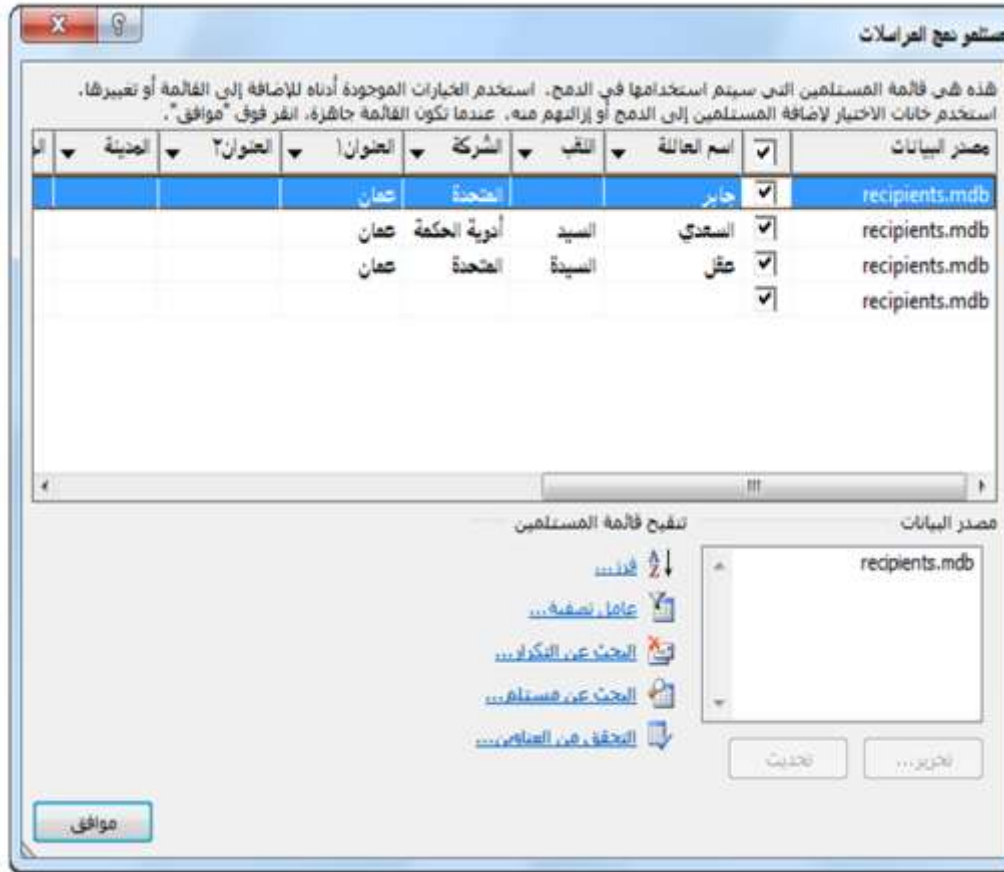 مستلمو دمج المراسلات
هذه هي قائمة المستلمين التي سيتم استخدامها في الدمج. استخدم الخيارات الموجودة أدناه للإضافة إلى القائمة أو تغييرها.
استخدم خانات الاختيار لإضافة المستلمين إلى الدمج أو إزالتهم منه. عندما تكون القائمة جاهزة، انقر فوق "موافق".
مصدر البيانات اسم العائلة اللقب الشركة العنوان١ العنوان٢ المدينة
recipients.mdb جابر المتحدة عمان
recipients.mdb السعدي السيد أدوية الحكمة عمان
recipients.mdb عقل السيدة المتحدة عمان
recipients.mdb
مصدر البيانات
recipients.mdb
تحرير...
تحديث
تنقيح قائمة المستلمين
فرز...
عامل تصفية...
البحث عن التكرار...
البحث عن مستلم...
التحقق من العناوين...
موافق